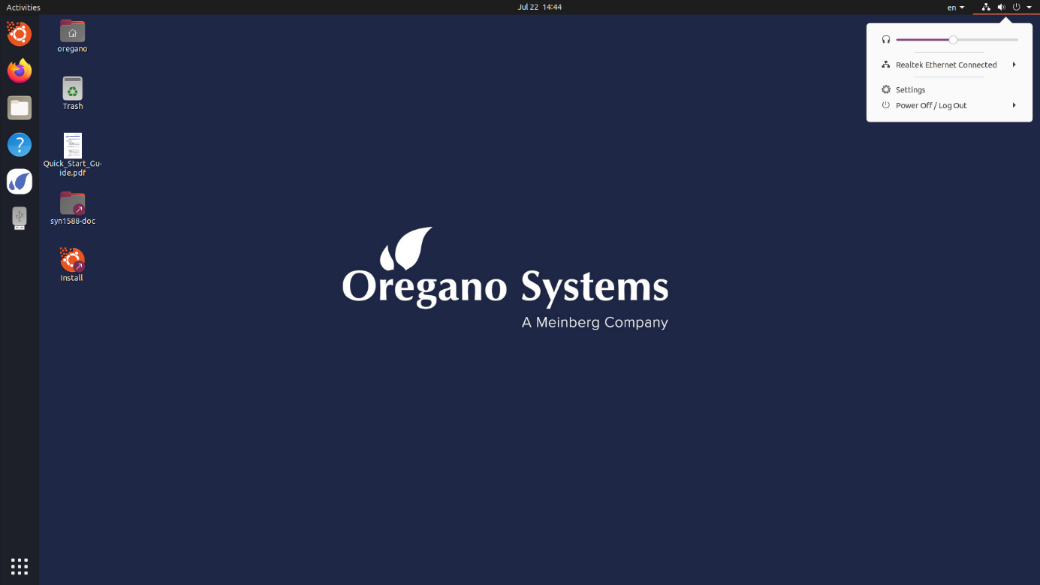 Activities
Jul 22 14:44
en
oregano
Trash
Quick_Start_Gu-
ide.pdf
syn1588-doc
Install
Realtek Ethernet Connected
Settings
Power Off / Log Out
Oregano Systems
A Meinberg Company